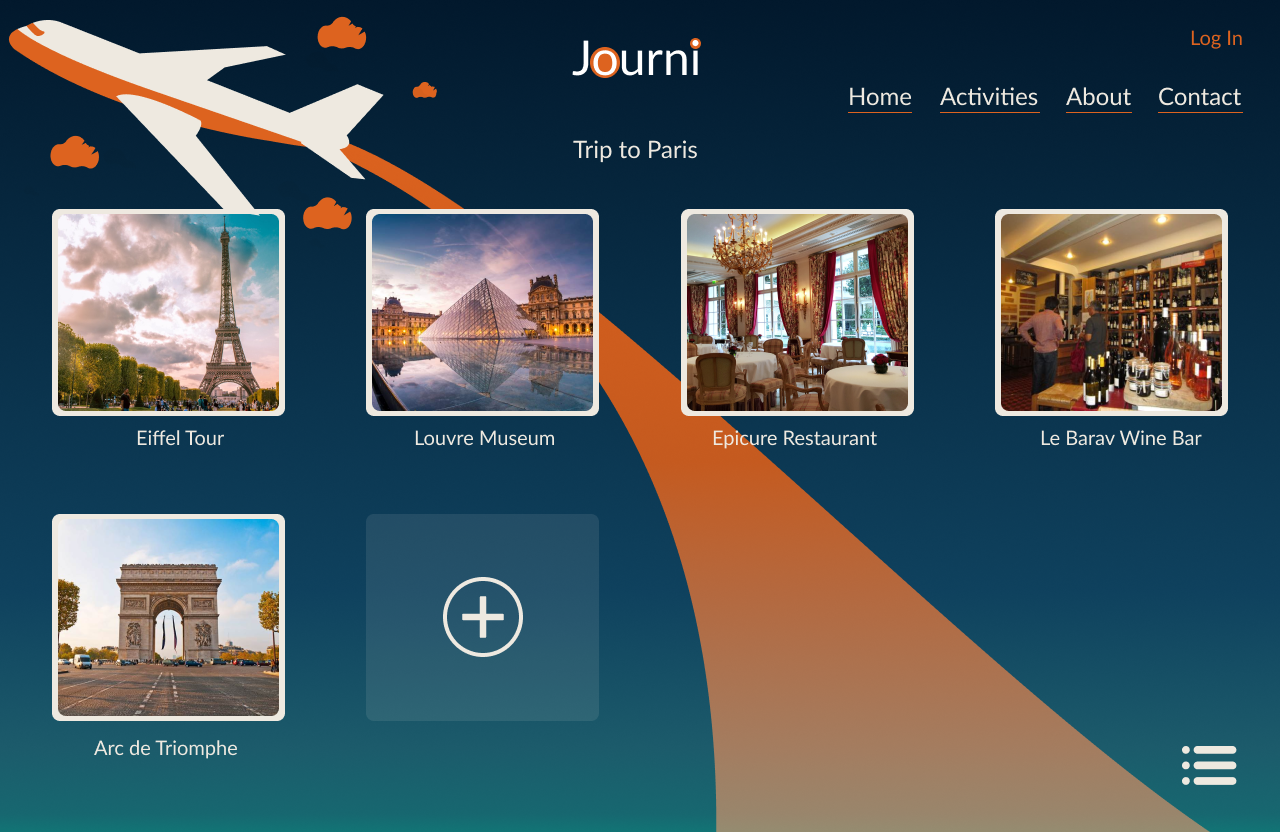 Log In
Journi
Home Activities About Contact
Trip to Paris
Eiffel Tour
Louvre Museum
Epicure Restaurant
Le Barav Wine Bar
Arc de Triomphe